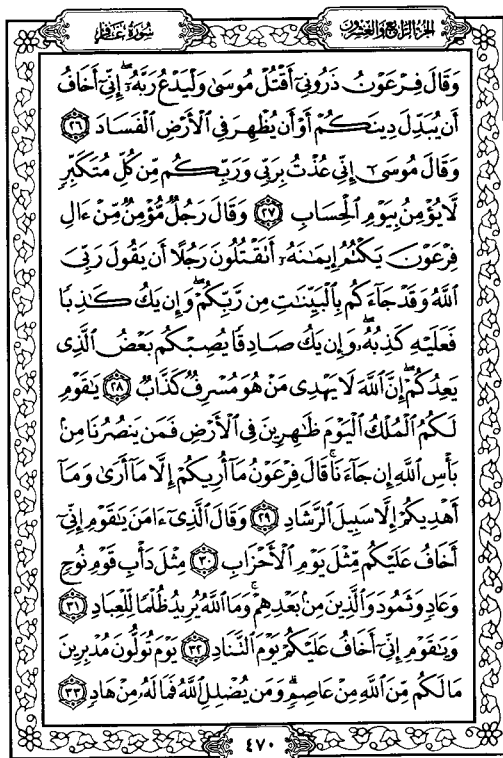 الجزء الرابع والعشرون
سورة غافر
وَقَالَ فِرْعَوْنُ ذَرُونِيٓ أَقْتُلْ مُوسَىٰ وَلْيَدْعُ رَبَّهُۥٓ ۖ إِنِّيٓ أَخَافُ
أَن يُبَدِّلَ دِينَكُمْ أَوْ أَن يُظْهِرَ فِي ٱلْأَرْضِ ٱلْفَسَادَ ٢٦
وَقَالَ مُوسَىٰٓ إِنِّي عُذْتُ بِرَبِّي وَرَبِّكُم مِّن كُلِّ مُتَكَبِّرٍ
لَّا يُؤْمِنُ بِيَوْمِ ٱلْحِسَابِ ٢٧ وَقَالَ رَجُلٌ مُّؤْمِنٌ مِّنْ ءَالِ
فِرْعَوْنَ يَكْتُمُ إِيمَٰنَهُۥٓ أَتَقْتُلُونَ رَجُلًا أَن يَقُولَ رَبِّيَ
ٱللَّهُ وَقَدْ جَآءَكُم بِٱلْبَيِّنَٰتِ مِن رَّبِّكُمْ ۖ وَإِن يَكُ كَٰذِبًا
فَعَلَيْهِ كَذِبُهُۥ ۖ وَإِن يَكُ صَادِقًا يُصِبْكُم بَعْضُ ٱلَّذِي
يَعِدُكُمْ ۖ إِنَّ ٱللَّهَ لَا يَهْدِي مَنْ هُوَ مُسْرِفٌ كَذَّابٌ ٢٨ يَٰقَوْمِ
لَكُمُ ٱلْمُلْكُ ٱلْيَوْمَ ظَٰهِرِينَ فِي ٱلْأَرْضِ فَمَن يَنصُرُنَا مِنۢ
بَأْسِ ٱللَّهِ إِن جَآءَنَا ۚ قَالَ فِرْعَوْنُ مَآ أُرِيكُمْ إِلَّا مَآ أَرَىٰ وَمَآ
أَهْدِيكُمْ إِلَّا سَبِيلَ ٱلرَّشَادِ ٢٩ وَقَالَ ٱلَّذِيٓ ءَامَنَ يَٰقَوْمِ إِنِّيٓ
أَخَافُ عَلَيْكُم مِّثْلَ يَوْمِ ٱلْأَحْزَابِ ٣٠ مِثْلَ دَأْبِ قَوْمِ نُوحٍ
وَعَادٍ وَثَمُودَ وَٱلَّذِينَ مِنۢ بَعْدِهِمْ ۚ وَمَا ٱللَّهُ يُرِيدُ ظُلْمًا لِّلْعِبَادِ ٣١
وَيَٰقَوْمِ إِنِّيٓ أَخَافُ عَلَيْكُمْ يَوْمَ ٱلتَّنَادِ ٣٢ يَوْمَ تُوَلُّونَ مُدْبِرِينَ
مَا لَكُم مِّنَ ٱللَّهِ مِنْ عَاصِمٍ ۗ وَمَن يُضْلِلِ ٱللَّهُ فَمَا لَهُۥ مِنْ هَادٍ ٣٣
٤٧٠